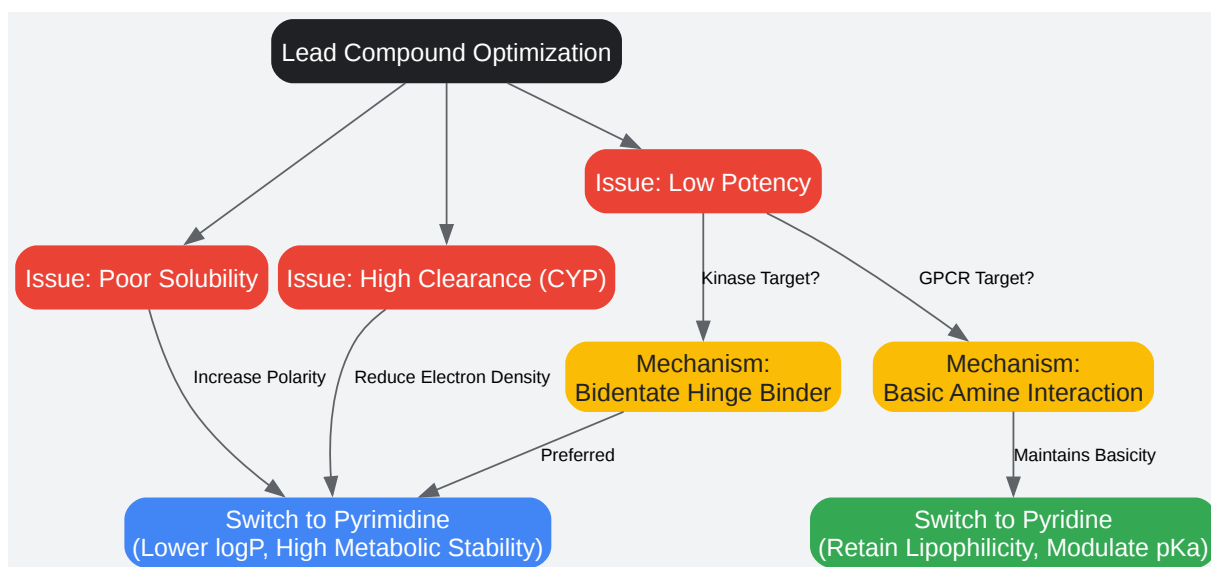 Lead Compound Optimization
Issue: Low Potency
Issue: Poor Solubility
Issue: High Clearance (CYP)
Kinase Target?
GPCR Target?
Increase Polarity
Reduce Electron Density
Mechanism:
Bidentate Hinge Binder
Mechanism:
Basic Amine Interaction
Preferred
Maintains Basicity
Switch to Pyrimidine
(Lower logP, High Metabolic Stability)
Switch to Pyridine
(Retain Lipophilicity, Modulate pKa)